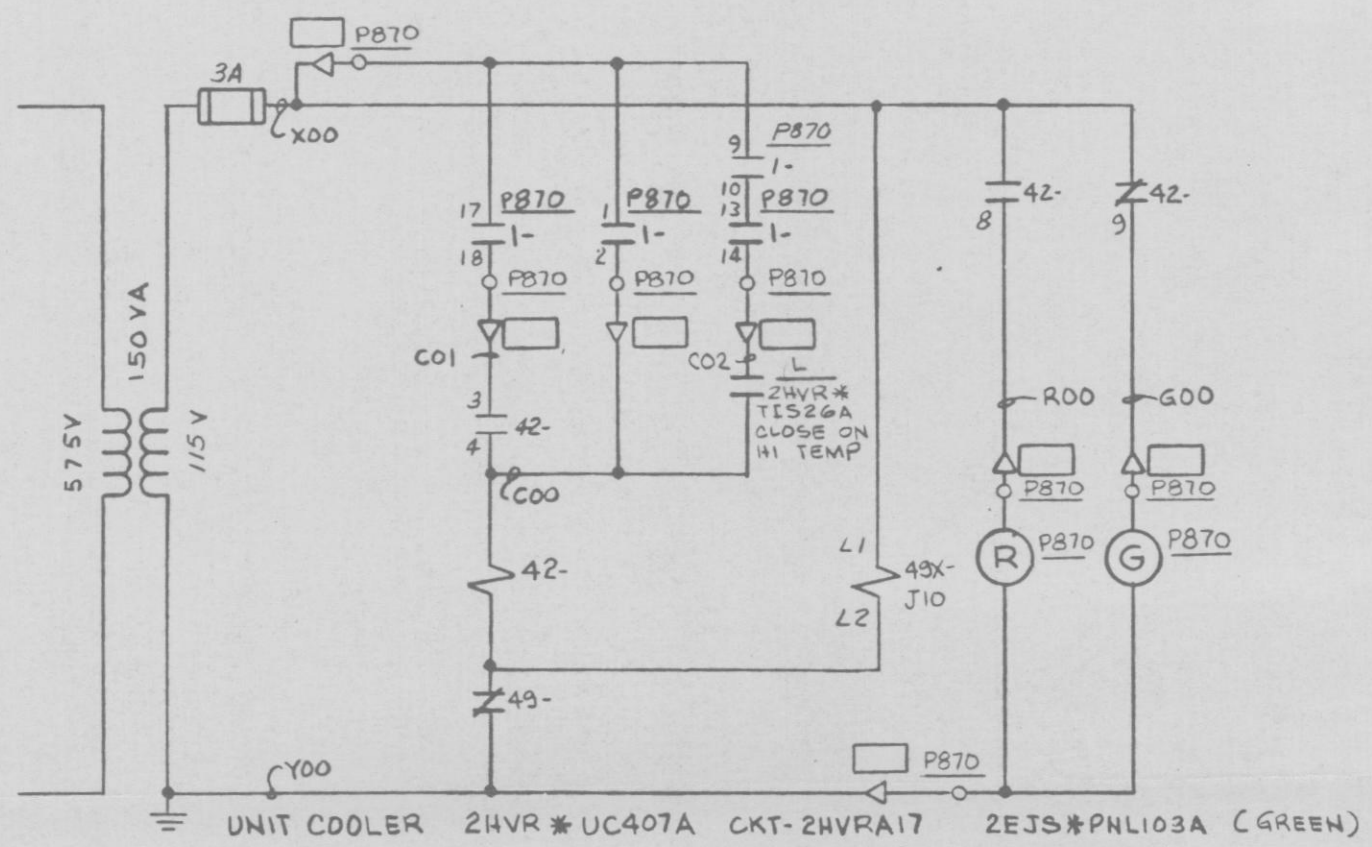 P870
3A
X00
9
P870
1-
10
17
P870
1-
18
1
P870
1-
2
13
P870
1-
14
42-
8
42-
9
P870
P870
P870
C01
C02
L
2HVR*
TIS26A
CLOSE ON
HI TEMP
3
42-
4
C00
575V
150 VA
115 V
R00
G00
P870
P870
42-
L1
49X-
J10
L2
R
P870
G
P870
49-
Y00
P870
UNIT COOLER 2HVR*UC407A CKT-2HVRA17 2EJS*PNL103A (GREEN)